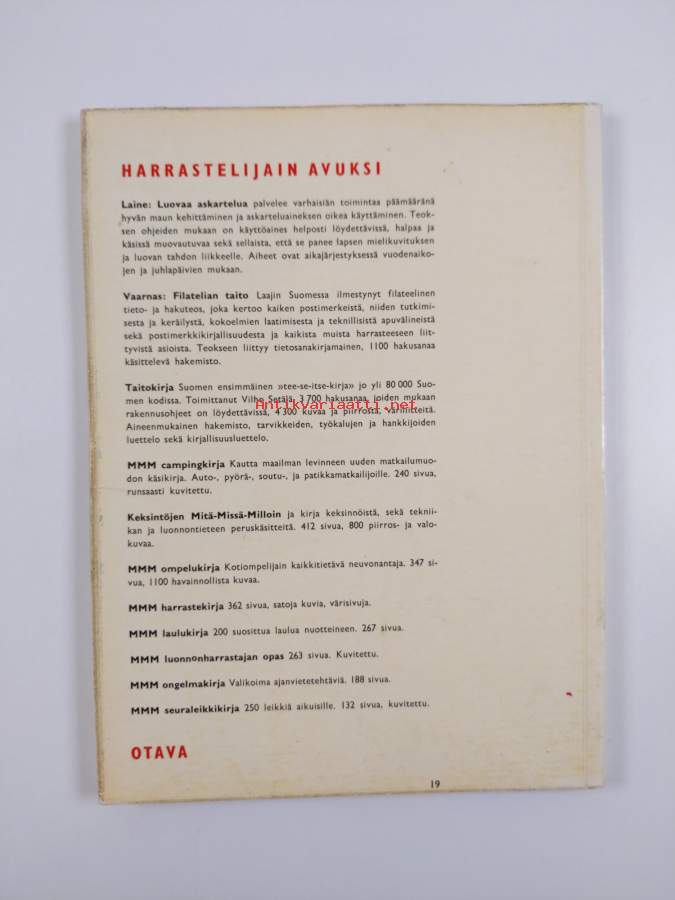 HARRASTELIJAIN AVUKSI
Laine: Luovaa askartelua palvelee varhaisiän toimintaa päämääränä
hyvän maun kehittäminen ja askarteluaineksen oikea käyttäminen. Teok-
sen ohjeiden mukaan on käyttöaines helposti löydettävissä, halpaa ja
käsissä muovautuvaa sekä sellaista, että se panee lapsen mielikuvituksen
ja luovan tahdon liikkeelle. Aiheet ovat aikajärjestyksessä vuodenaiko-
jen ja juhlapäivien mukaan.
Vaarnas: Filatelian taito Laajin Suomessa ilmestynyt filateelinen
tieto- ja hakuteos, joka kertoo kaiken postimerkeistä, niiden tutkimi-
sesta ja keräilystä, kokoelmien laatimisesta ja teknillisistä apuvälineistä
sekä postimerkkikirjallisuudesta ja kaikista muista harrasteeseen liit-
tyvistä asioista. Teokseen liittyy tietosanakirjamainen, 1100 hakusanaa
käsittelevä hakemisto.
Taitokirja Suomen ensimmäinen »tee-se-itse-kirja» jo yli 80 000 Suo-
men kodissa. Toimittanut Vilho Setälä. 3 700 hakusanaa, joiden mukaan
Antikvariaatti.net
rakennusohjeet on löydettävissä, 4 300 kuvaa ja piirrosta, väriliitteitä.
Aineenmukainen hakemisto, tarvikkeiden, työkalujen ja hankkijoiden
luettelo sekä kirjallisuusluettelo.
MMM campingkirja Kautta maailman levinneen uuden matkailumuo-
don käsikirja. Auto-, pyörä-, soutu-, ja patikkamatkailijoille. 240 sivua,
runsaasti kuvitettu.
Keksintöjen Mitä-Missä-Milloin ja kirja keksinnöistä, sekä teknii-
kan ja luonnontieteen peruskäsitteitä. 412 sivua, 800 piirros- ja valo-
kuvaa.
MMM ompelukirja Kotiompelijain kaikkitietävä neuvonantaja. 347 si-
vua, 1100 havainnollista kuvaa.
MMM harrastekirja 362 sivua, satoja kuvia, värisivuja.
MMM laulukirja 200 suosittua laulua nuotteineen. 267 sivua.
MMM luonnonharrastajan opas 263 sivua. Kuvitettu.
MMM ongelmakirja Valikoima ajanvietetehtäviä. 188 sivua.
MMM seuraleikkikirja 250 leikkiä aikuisille. 132 sivua, kuvitettu.
OTAVA
19